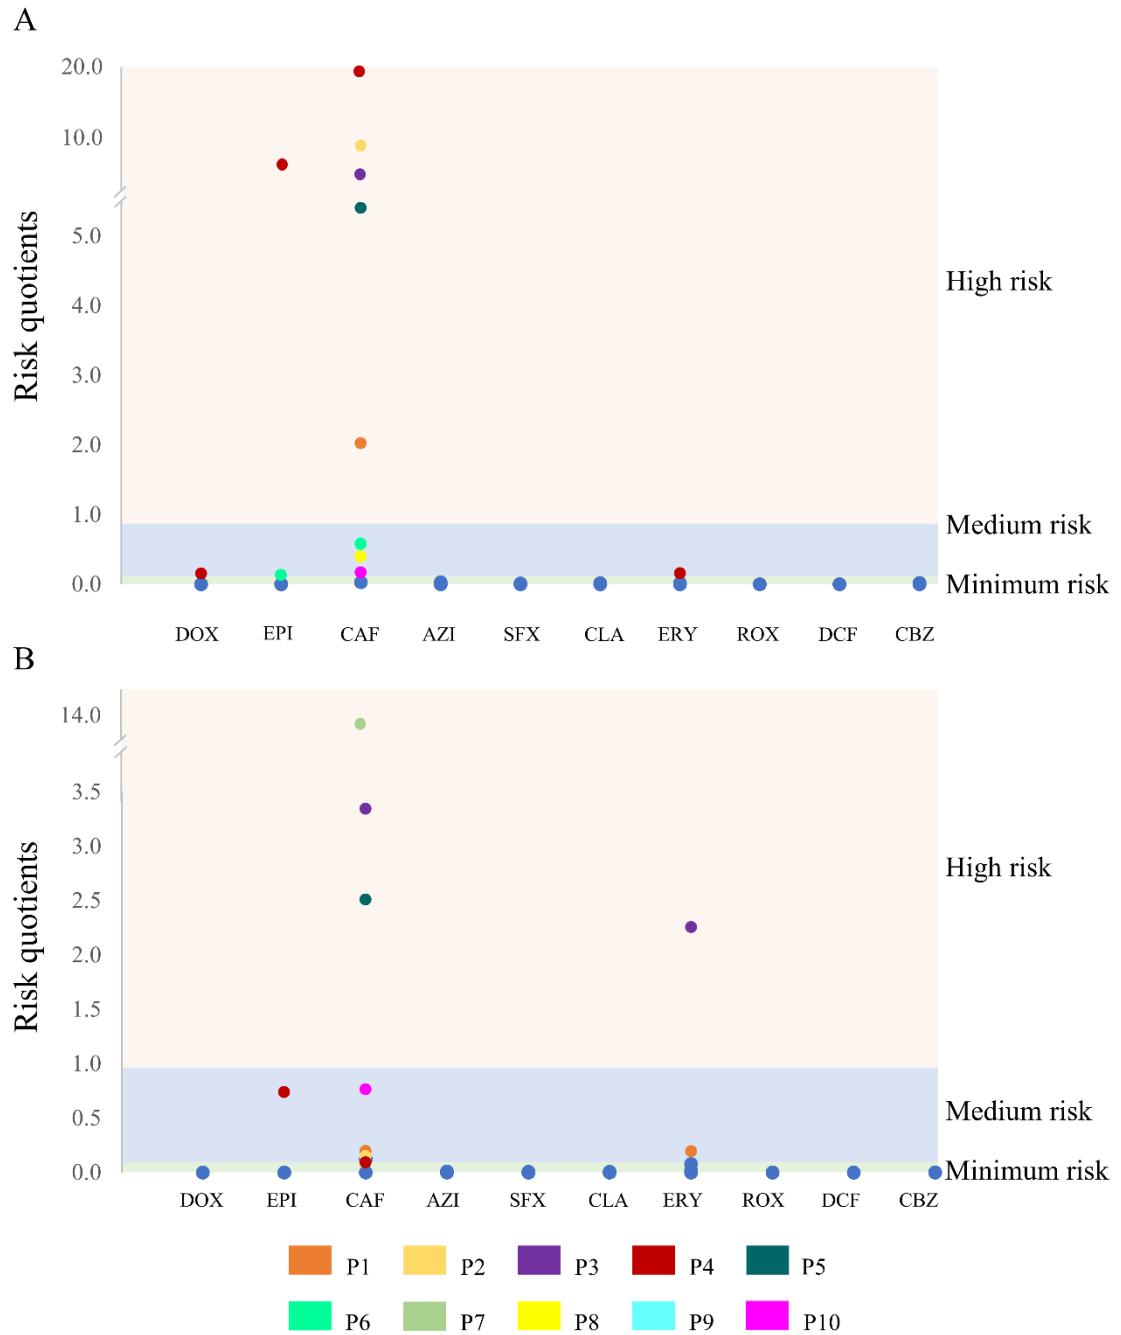 A
20.0
10.0
5.0
4.0
3.0
2.0
1.0
0.0
Risk quotients
High risk
Medium risk
Minimum risk
DOX EPI CAF AZI SFX CLA ERY ROX DCF CBZ
B
14.0
3.5
3.0
2.5
2.0
1.5
1.0
0.5
0.0
Risk quotients
High risk
Medium risk
Minimum risk
DOX EPI CAF AZI SFX CLA ERY ROX DCF CBZ
P1 P2 P3 P4 P5
P6 P7 P8 P9 P10